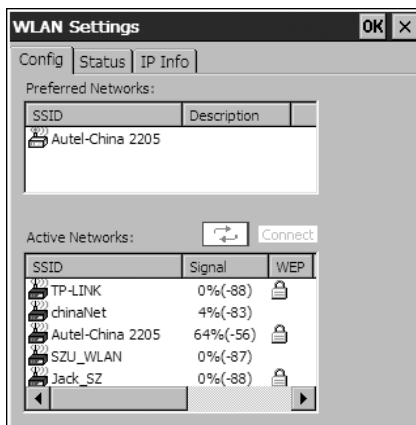 WLAN Settings OK ×
Config Status IP Info
Preferred Networks:
SSID Description
Autel-China 2205
Active Networks: Connect
SSID Signal WEP
TP-LINK 0%(-88)
chinaNet 4%(-83)
Autel-China 2205 64%(-56)
SZU_WLAN 0%(-87)
Jack_SZ 0%(-88)